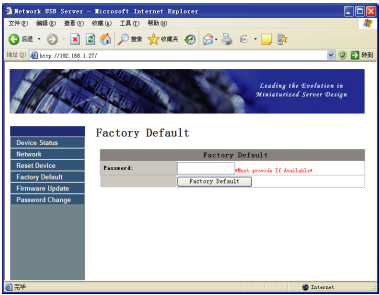 Network USB Server - Microsoft Internet Explorer
文件(F) 编辑(E) 查看(V) 收藏(A) 工具(T) 帮助(H)
后退 搜索 收藏夹
地址(D) http://192.168.1.27/ 转到
Leading the Evolution in
Miniaturized Server Design
Factory Default
Device Status
Network
Reset Device
Factory Default
Firmware Update
Password Change
Factory Default
Password: *Must provide If Available*
Factory Default
完毕 Internet